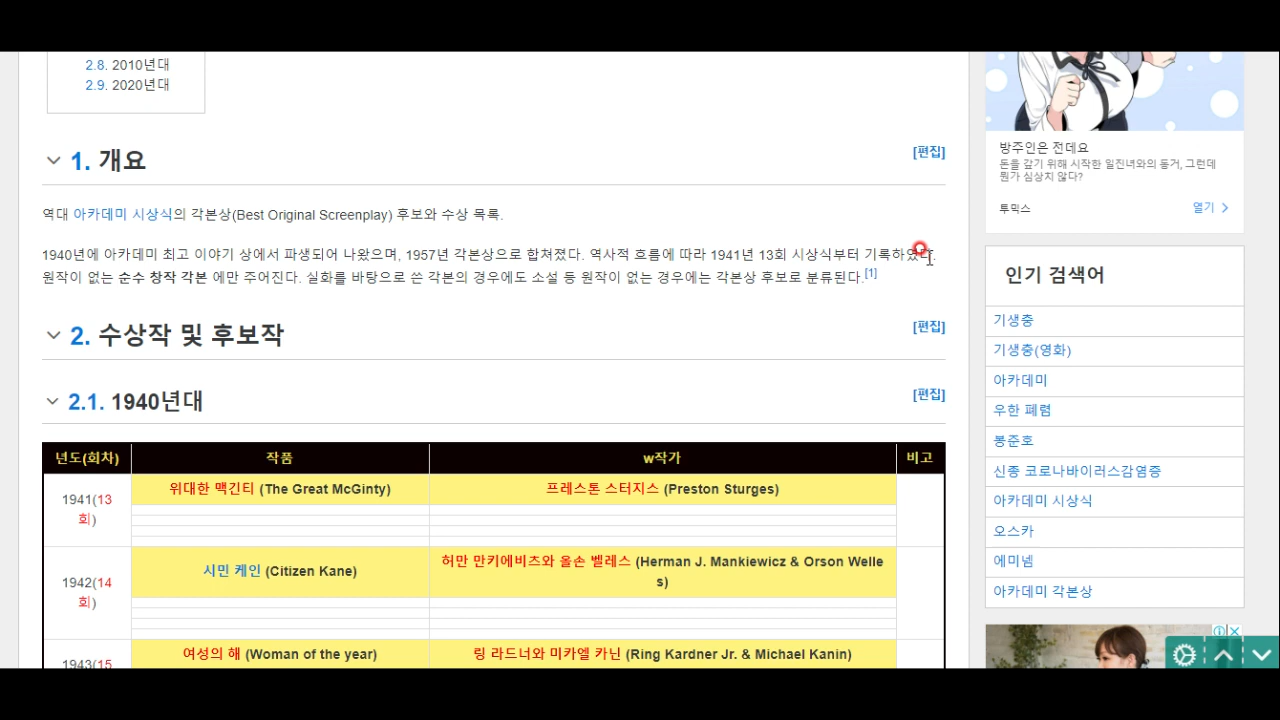 2.8. 2010년대
2.9. 2020년대
1. 개요
[편집]
역대 아카데미 시상식의 각본상(Best Original Screenplay) 후보와 수상 목록.
1940년에 아카데미 최고 이야기 상에서 파생되어 나왔으며, 1957년 각본상으로 합쳐졌다. 역사적 흐름에 따라 1941년 13회 시상식부터 기록하였다.
원작이 없는 순수 창작 각본 에만 주어진다. 실화를 바탕으로 쓴 각본의 경우에도 소설 등 원작이 없는 경우에는 각본상 후보로 분류된다.[1]
2. 수상작 및 후보작
[편집]
2.1. 1940년대
[편집]
년도(회차) 작품 w작가 비고
1941(13
회)
위대한 맥긴티 (The Great McGinty)
프레스톤 스터지스 (Preston Sturges)
1942(14
회)
시민 케인 (Citizen Kane)
허만 만키에비츠와 올손 벨레스 (Herman J. Mankiewicz & Orson Welle
s)
1943(15
여성의 해 (Woman of the year)
링 라드너와 미카엘 카닌 (Ring Kardner Jr. & Michael Kanin)
방주인은 전데요
돈을 갚기 위해 시작한 일진녀와의 동거, 그런데
뭔가 심상치 않다?
투믹스
열기
인기 검색어
기생충
기생충(영화)
아카데미
우한 폐렴
봉준호
신종 코로나바이러스감염증
아카데미 시상식
오스카
에미넴
아카데미 각본상